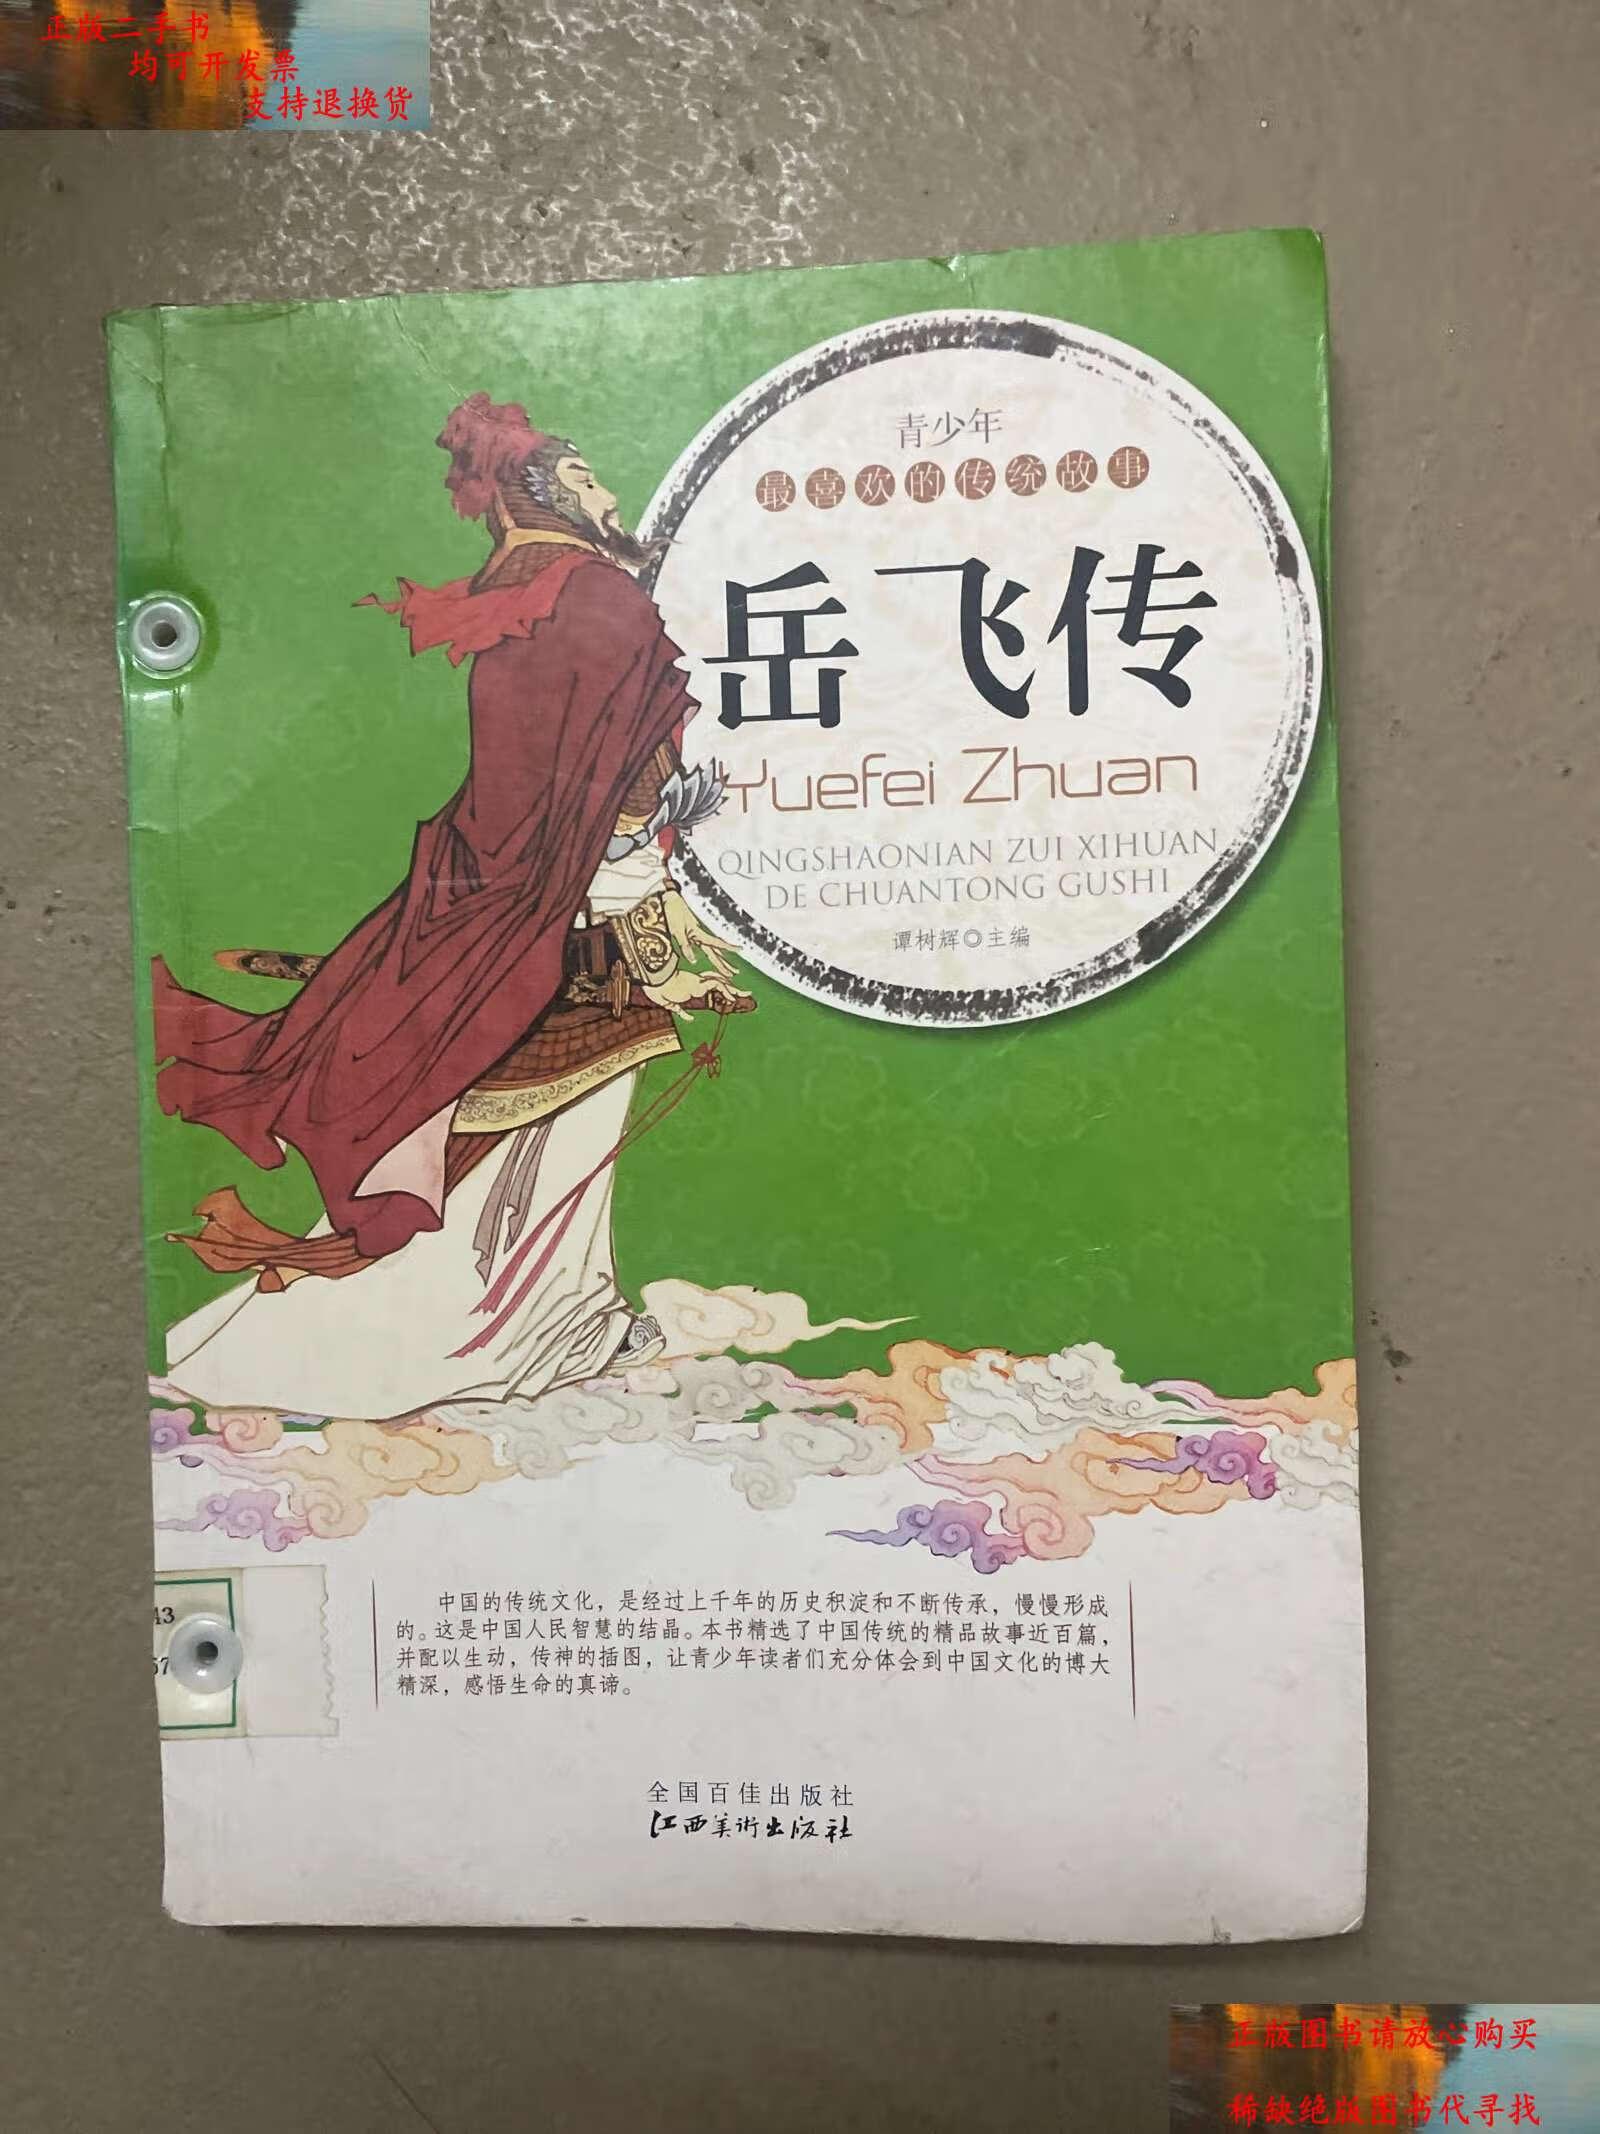 正版二手书
均可开发票
支持退换货
青少年
最喜欢的传统故事
岳飞传
Yuefei Zhuan
QINGSHAONIAN ZUI XIHUAN
DE CHUANTONG GUSHI
谭树辉◎主编
43
57
中国的传统文化，是经过上千年的历史积淀和不断传承，慢慢形成
的。这是中国人民智慧的结晶。本书精选了中国传统的精品故事近百篇，
并配以生动，传神的插图，让青少年读者们充分体会到中国文化的博大
精深，感悟生命的真谛。
全国百佳出版社
江西美術出版社
正版图书请放心购买
稀缺绝版图书代寻找